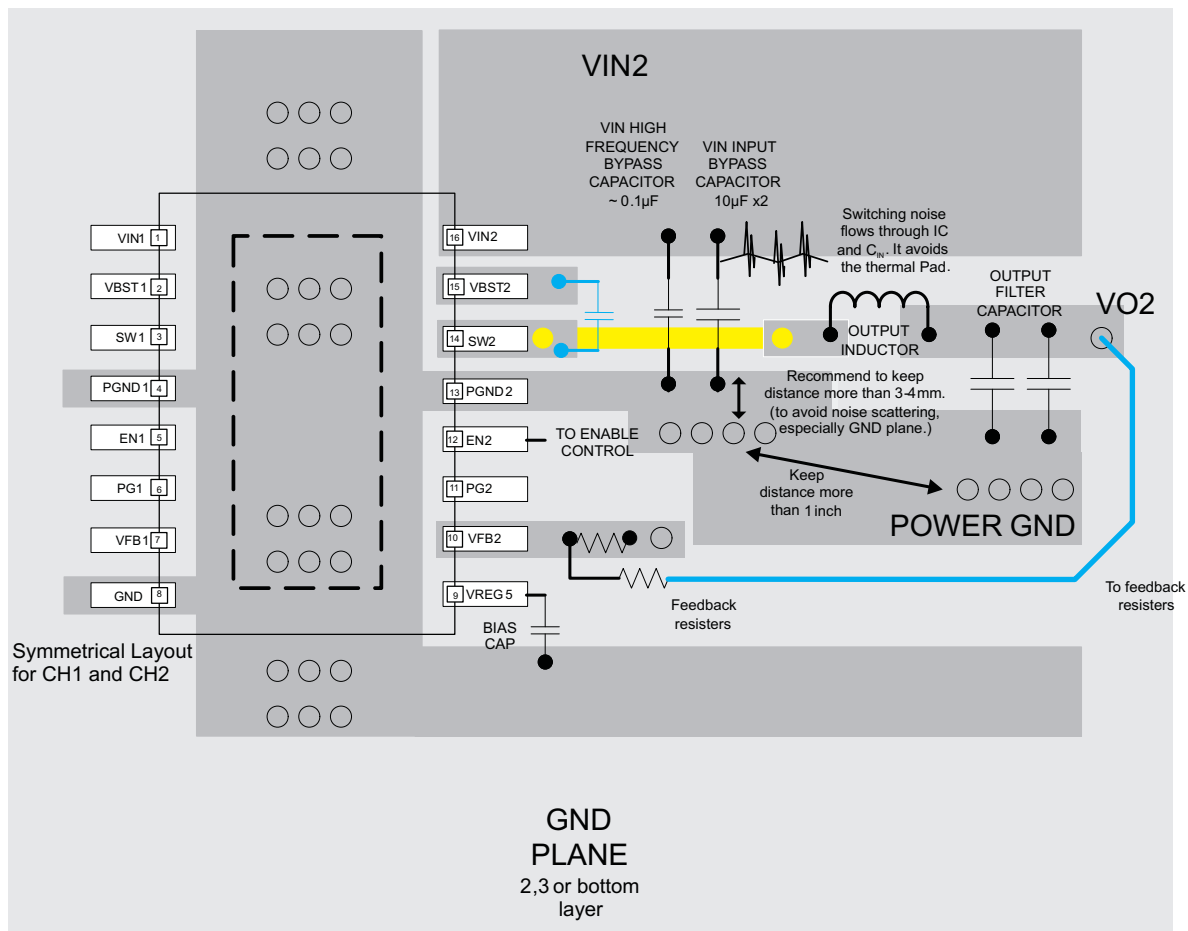 VIN2
VIN HIGH
FREQUENCY
BYPASS
CAPACITOR
~ 0.1µF
VIN INPUT
BYPASS
CAPACITOR
10µF x2
Switching noise
flows through IC
and CIN. It avoids
the thermal Pad.
OUTPUT
FILTER
CAPACITOR
VO2
OUTPUT
INDUCTOR
Recommend to keep
distance more than 3-4mm.
(to avoid noise scattering,
especially GND plane.)
Keep
distance more
than 1 inch
POWER GND
TO ENABLE
CONTROL
VIN1 1
VBST1 2
SW1 3
PGND1 4
EN1 5
PG1 6
VFB1 7
GND 8
16 VIN2
15 VBST2
14 SW2
13 PGND2
12 EN2
11 PG2
10 VFB2
9 VREG5
BIAS
CAP
Feedback
resisters
To feedback
resisters
Symmetrical Layout
for CH1 and CH2
GND
PLANE
2,3 or bottom
layer